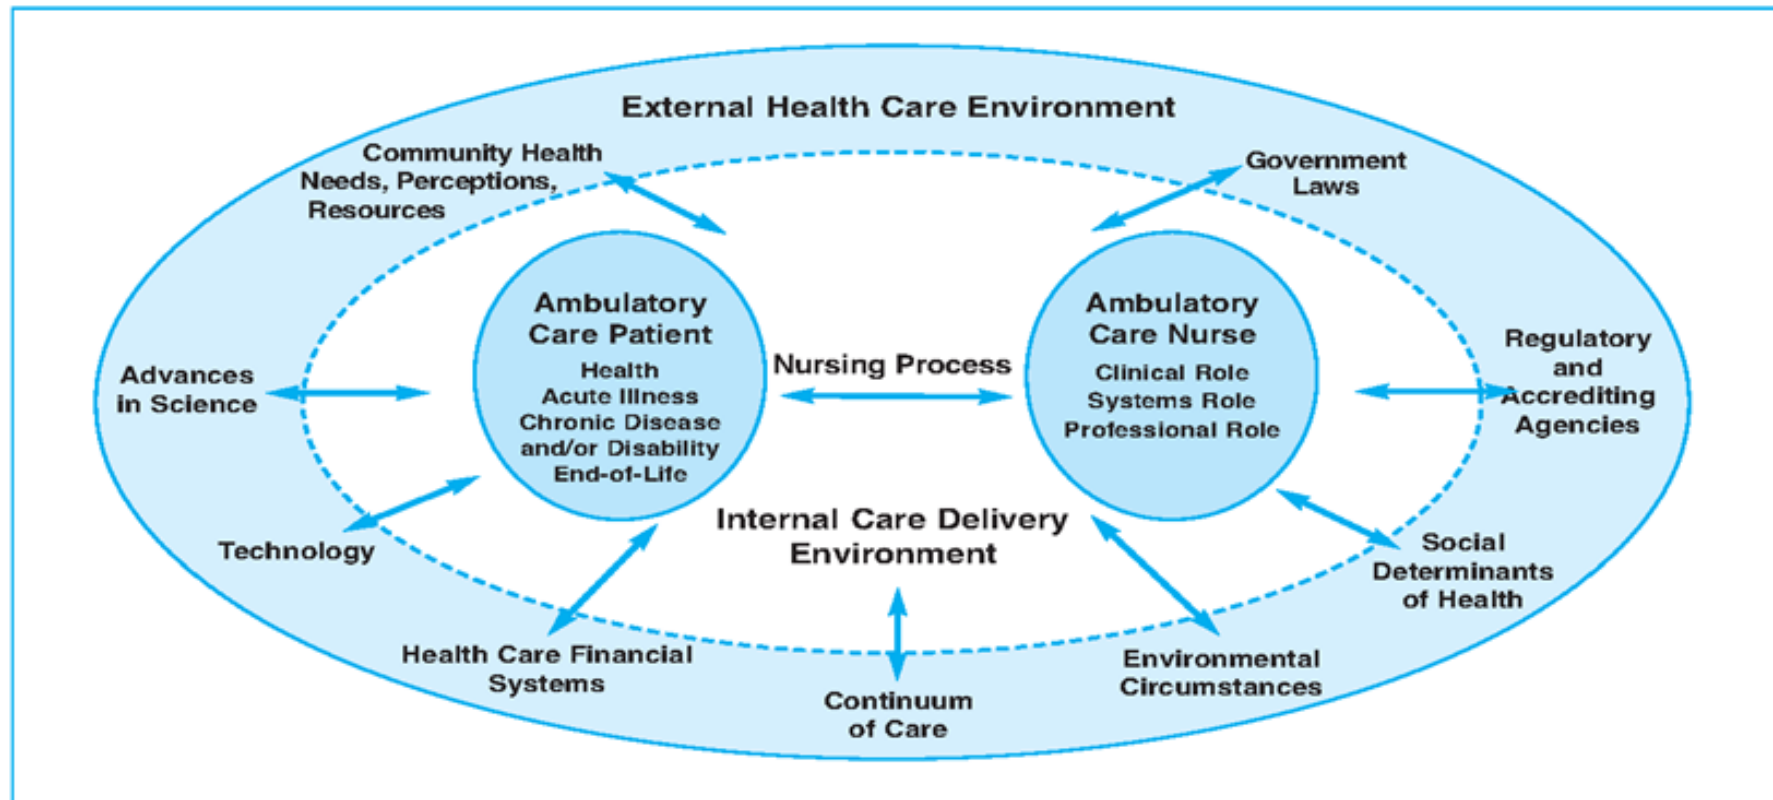 External Health Care Environment
Community Health
Needs, Perceptions,
Resources
Government
Laws
Ambulatory
Care Patient
Health
Acute Illness
Chronic Disease
and/or Disability
End-of-Life
Nursing Process
Ambulatory
Care Nurse
Clinical Role
Systems Role
Professional Role
Advances
in Science
Regulatory
and
Accrediting
Agencies
Internal Care Delivery
Environment
Technology
Social
Determinants
of Health
Health Care Financial
Systems
Continuum
of Care
Environmental
Circumstances